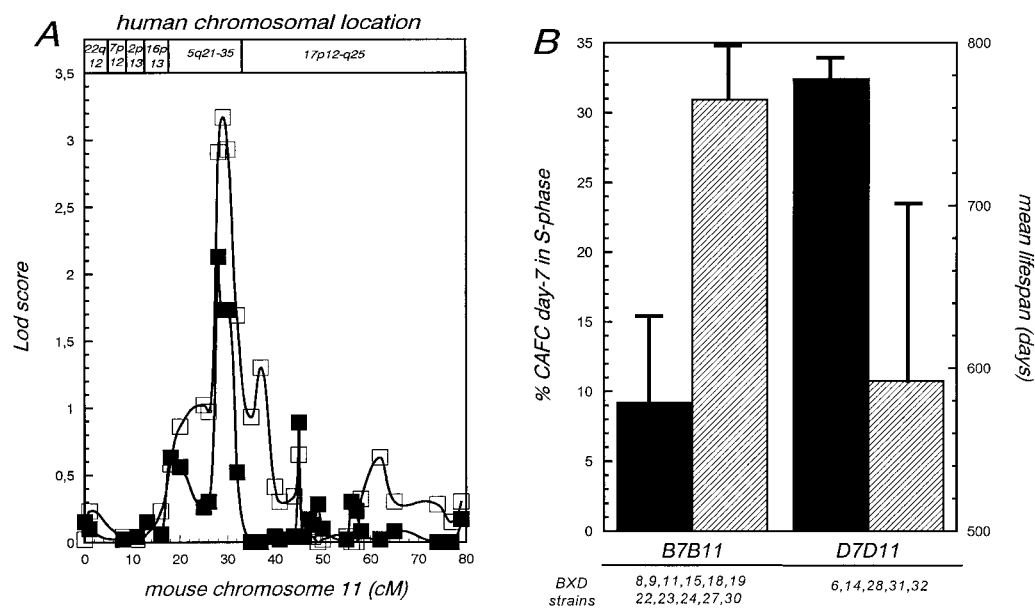 A
human chromosomal location
22q 7p 2p 16p 5q21-35 17p12-q25
12 12 13 13
3,5
3
2,5
2
1,5
1
0,5
0
Lod score
0 10 20 30 40 50 60 70 80
mouse chromosome 11 (cM)
B
% CAFC day-7 in S-phase
35
30
25
20
15
10
5
0
800
700
600
500
mean lifespan (days)
B7B11 D7D11
BXD strains
8,9,11,15,18,19
22,23,24,27,30
6,14,28,31,32